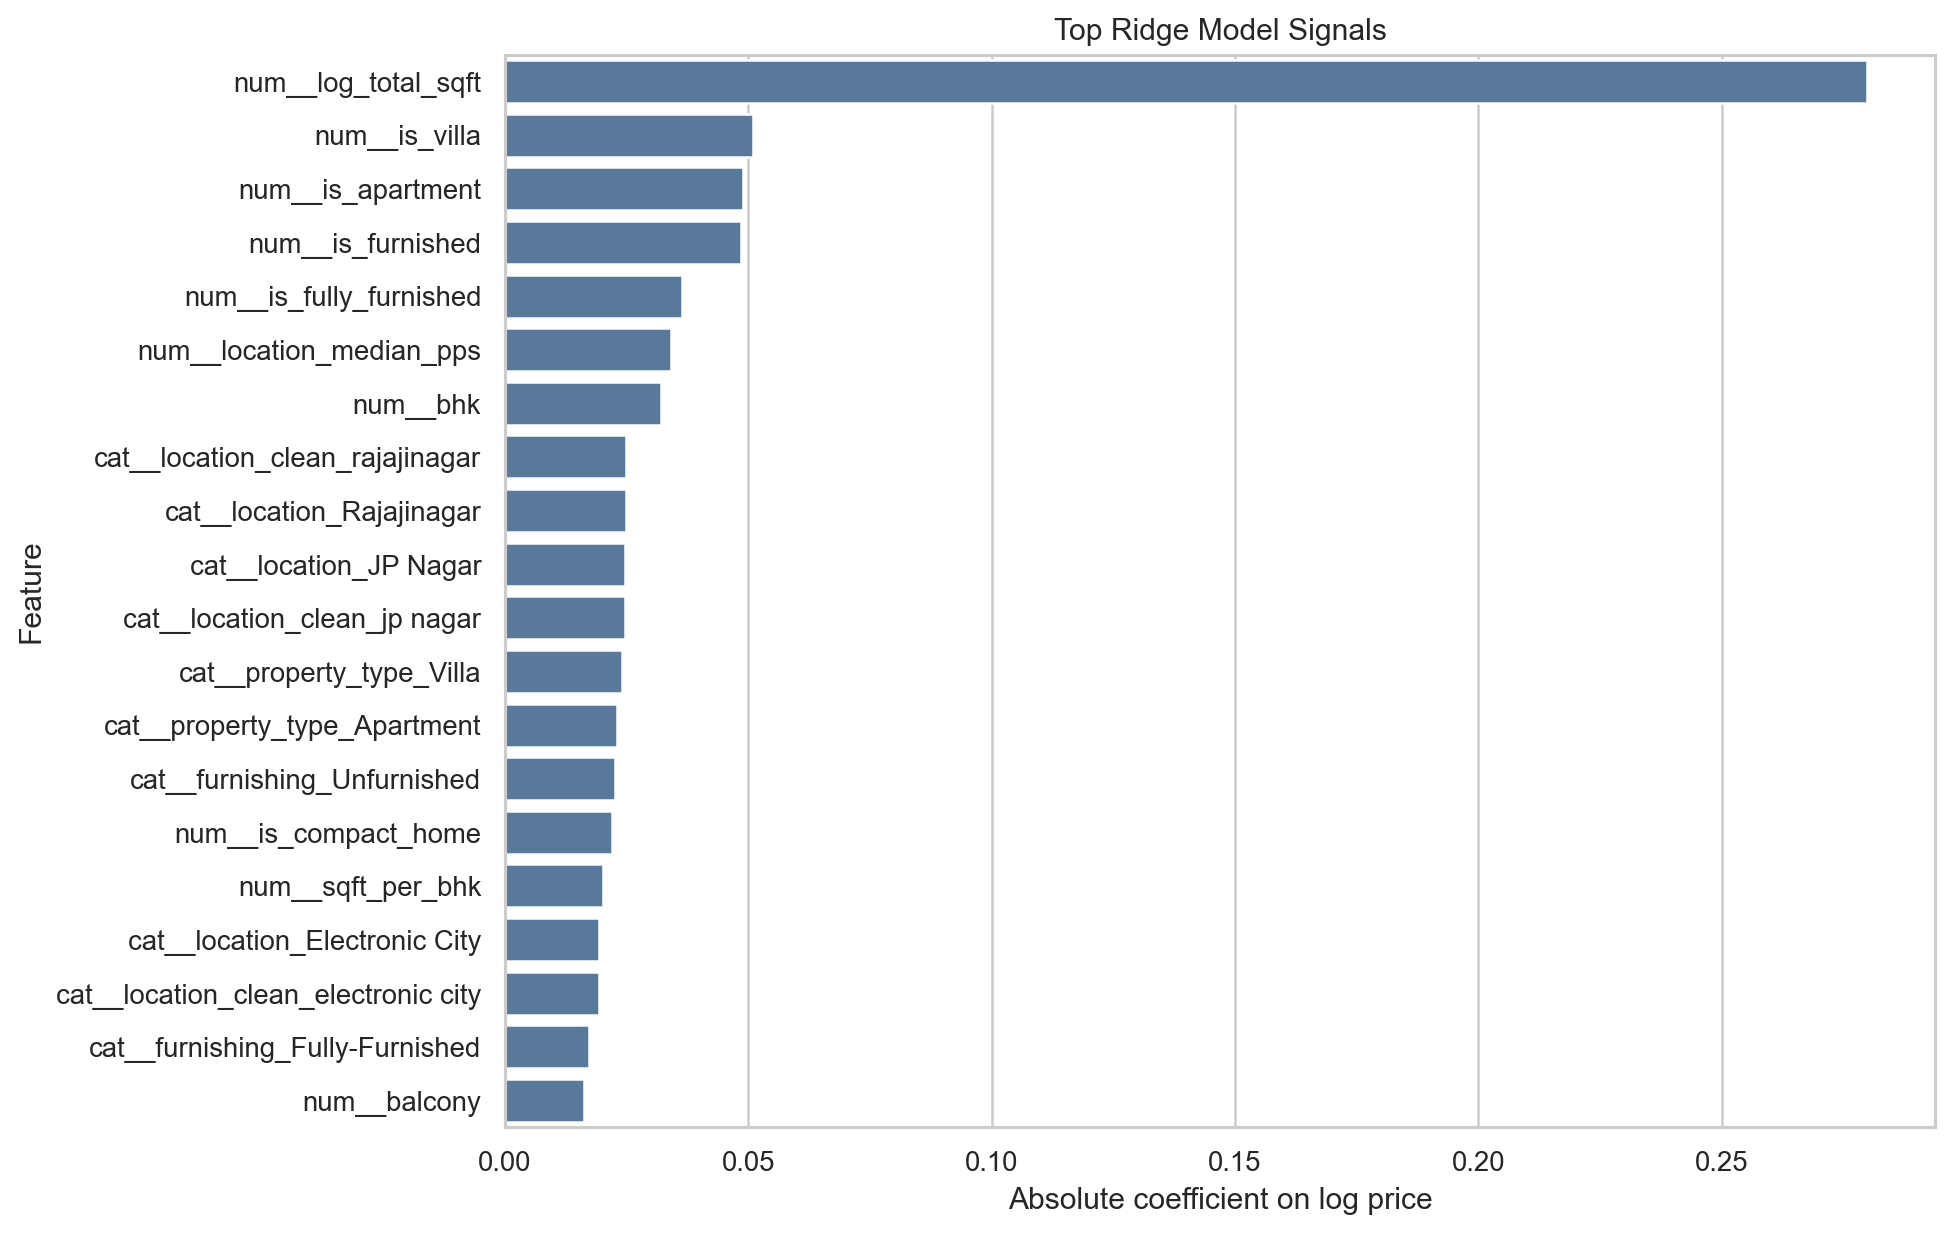 Top Ridge Model Signals
num__log_total_sqft
num__is_villa
num__is_apartment
num__is_furnished
num__is_fully_furnished
num__location_median_pps
num__bhk
cat__location_clean_rajajinagar
cat__location_Rajajinagar
cat__location_JP Nagar
cat__location_clean_jp nagar
cat__property_type_Villa
cat__property_type_Apartment
cat__furnishing_Unfurnished
num__is_compact_home
num__sqft_per_bhk
cat__location_Electronic City
cat__location_clean_electronic city
cat__furnishing_Fully-Furnished
num__balcony
Feature
0.00 0.05 0.10 0.15 0.20 0.25
Absolute coefficient on log price